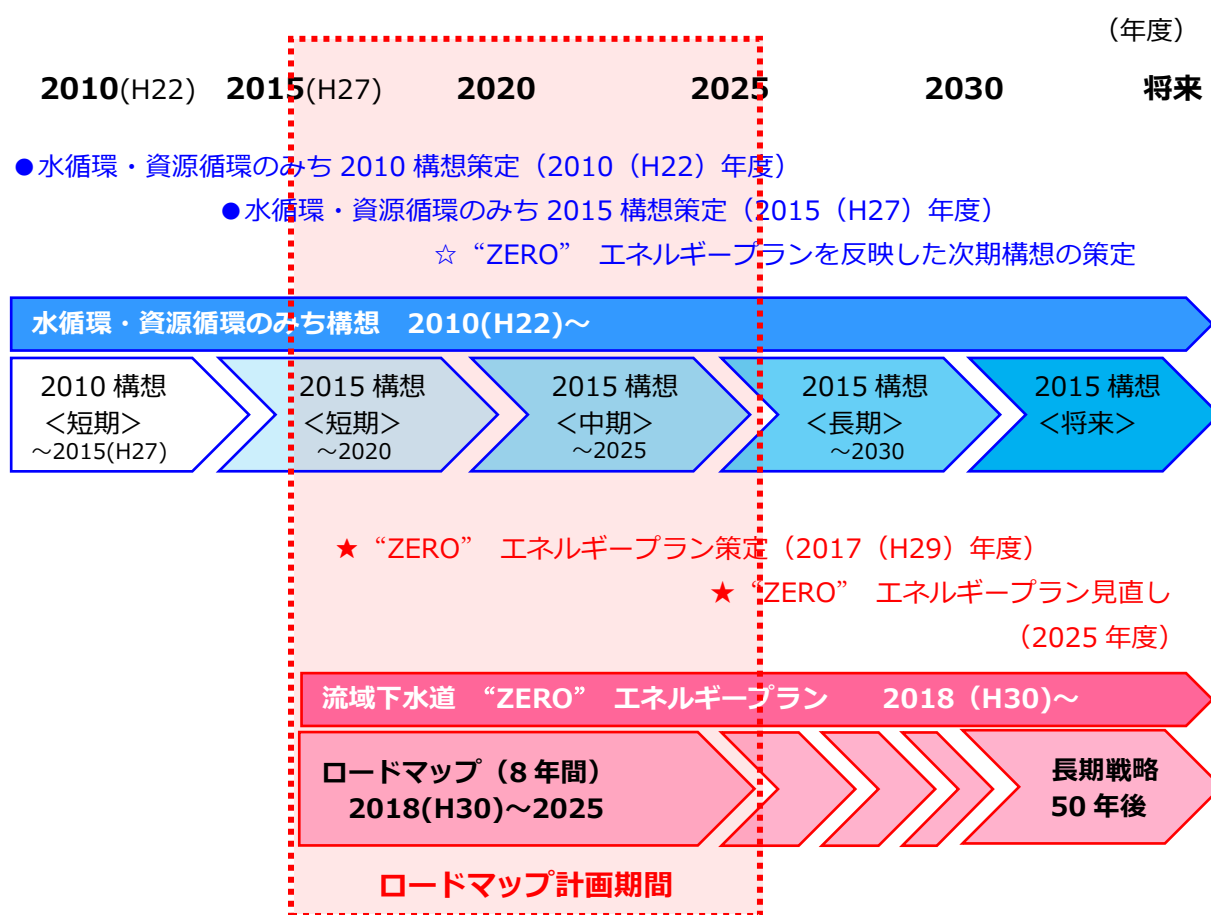 （年度）
2010(H22) 2015(H27) 2020 2025 2030 将来
●水循環・資源循環のみち 2010 構想策定（2010（H22）年度）
●水循環・資源循環のみち 2015 構想策定（2015（H27）年度）
☆“ZERO” エネルギープランを反映した次期構想の策定
水循環・資源循環のみち構想 2010(H22)～
2010 構想
＜短期＞
～2015(H27)
2015 構想
＜短期＞
～2020
2015 構想
＜中期＞
～2025
2015 構想
＜長期＞
～2030
2015 構想
＜将来＞
★“ZERO” エネルギープラン策定（2017（H29）年度）
★“ZERO” エネルギープラン見直し
（2025 年度）
流域下水道 “ZERO” エネルギープラン 2018（H30)～
ロードマップ（8 年間）
2018(H30)～2025
長期戦略
50 年後
ロードマップ計画期間